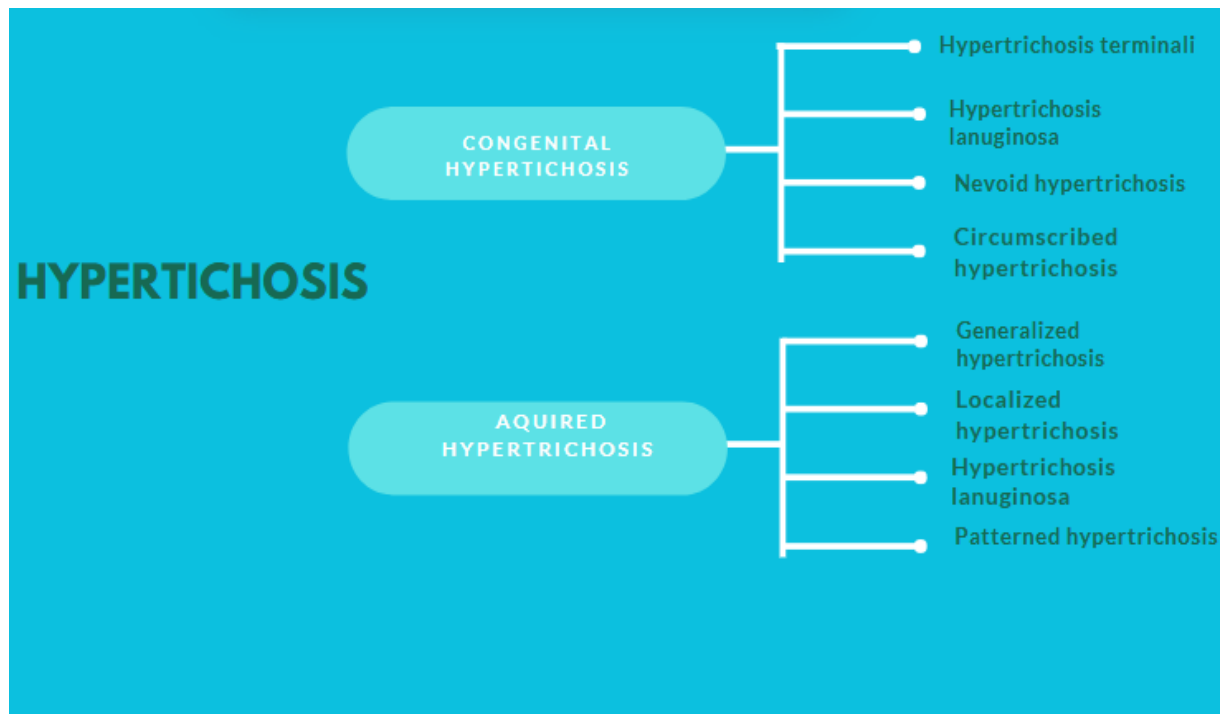 HYPERTICHOSIS
CONGENITAL
HYPERTICHOSIS
Hypertrichosis terminali
Hypertrichosis
lanuginosa
Nevoid hypertrichosis
Circumscribed
hypertrichosis
AQUIRED
HYPERTRICHOSIS
Generalized
hypertrichosis
Localized
hypertrichosis
Hypertrichosis
lanuginosa
Patterned hypertrichosis